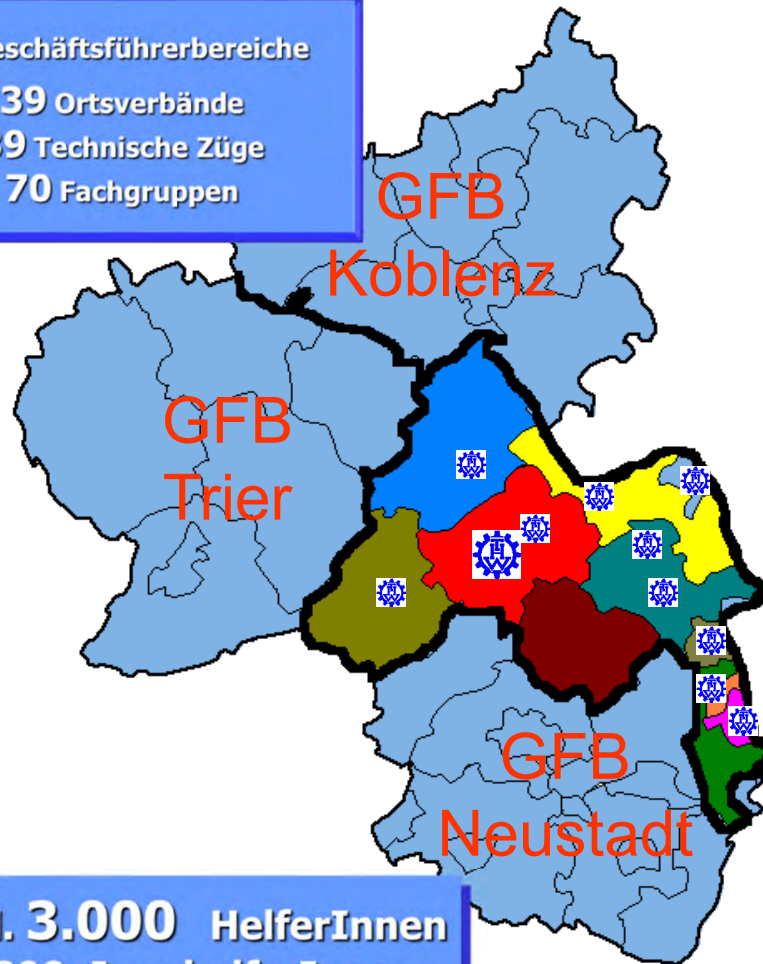 39 Ortsverbände
Technische Züge
70 Fachgruppen
GFB
Koblenz
GFB
Trier
GFB
Neustadt
3.000 HelferInnen